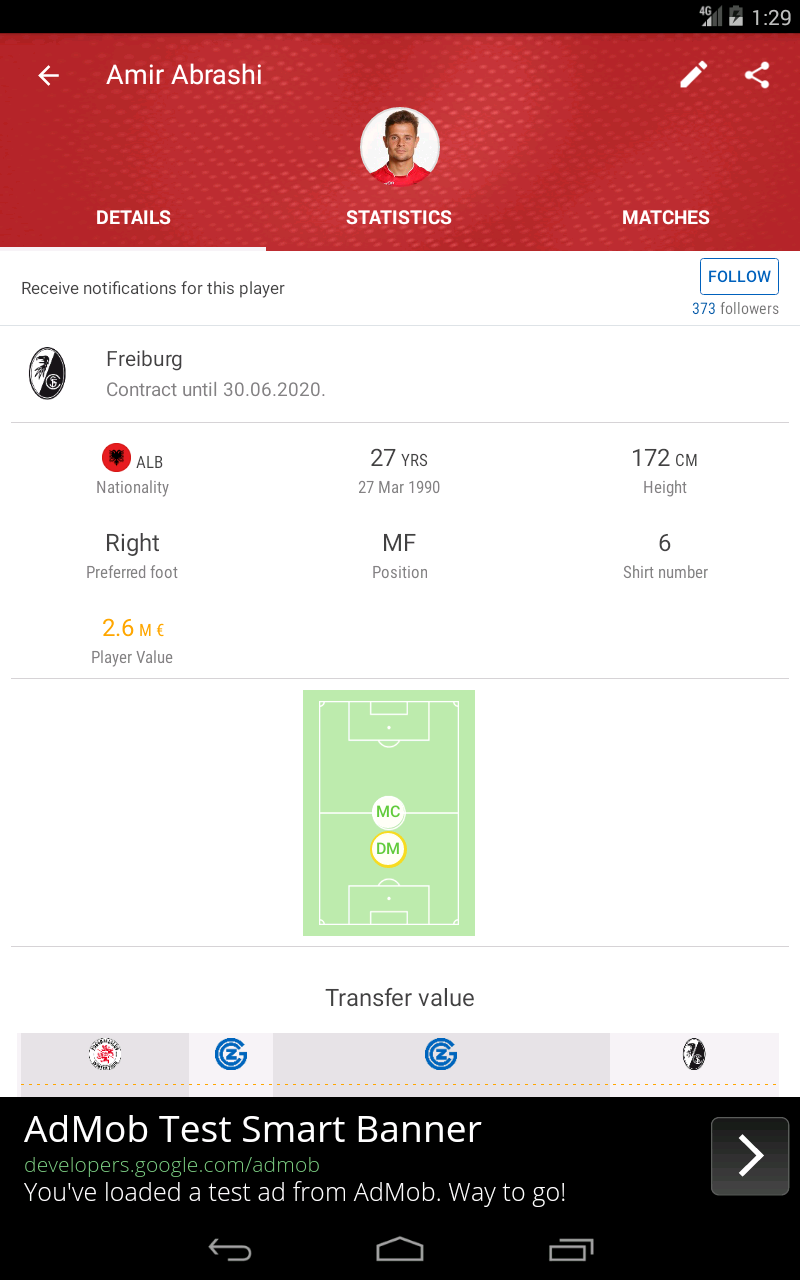 4G 1:29
Amir Abrashi
DETAILS STATISTICS MATCHES
Receive notifications for this player
FOLLOW
373 followers
Freiburg
Contract until 30.06.2020.
ALB 27 YRS 172 CM
Nationality 27 Mar 1990 Height
Right MF 6
Preferred foot Position Shirt number
2.6 M €
Player Value
MC
DM
Transfer value
AdMob Test Smart Banner
developers.google.com/admob
You've loaded a test ad from AdMob. Way to go!